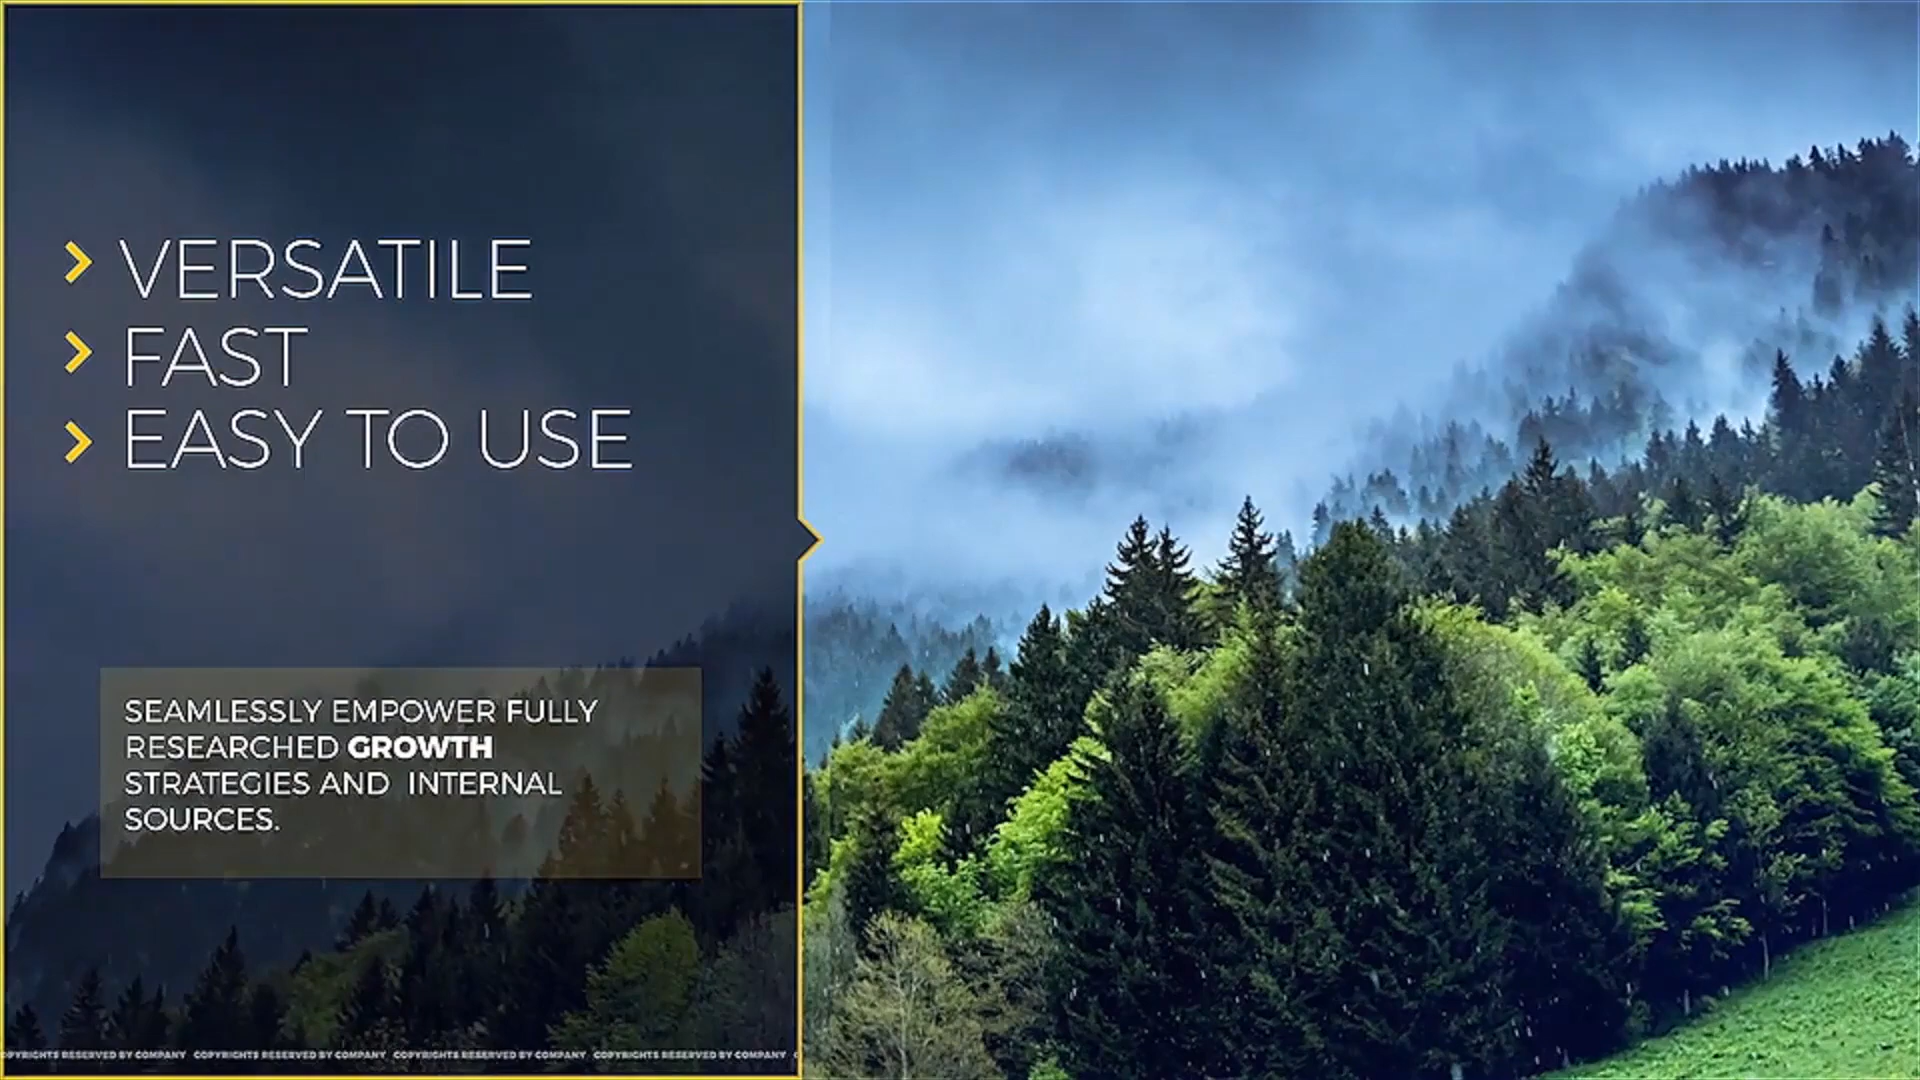 VERSATILE
FAST
EASY TO USE
SEAMLESSLY EMPOWER FULLY
RESEARCHED GROWTH
STRATEGIES AND  INTERNAL
SOURCES.
OPYRIGHTS RESERVED BY COMPANY COPYRIGHTS RESERVED BY COMPANY COPYRIGHTS RESERVED BY COMPANY COPYRIGHTS RESERVED BY COMPANY C